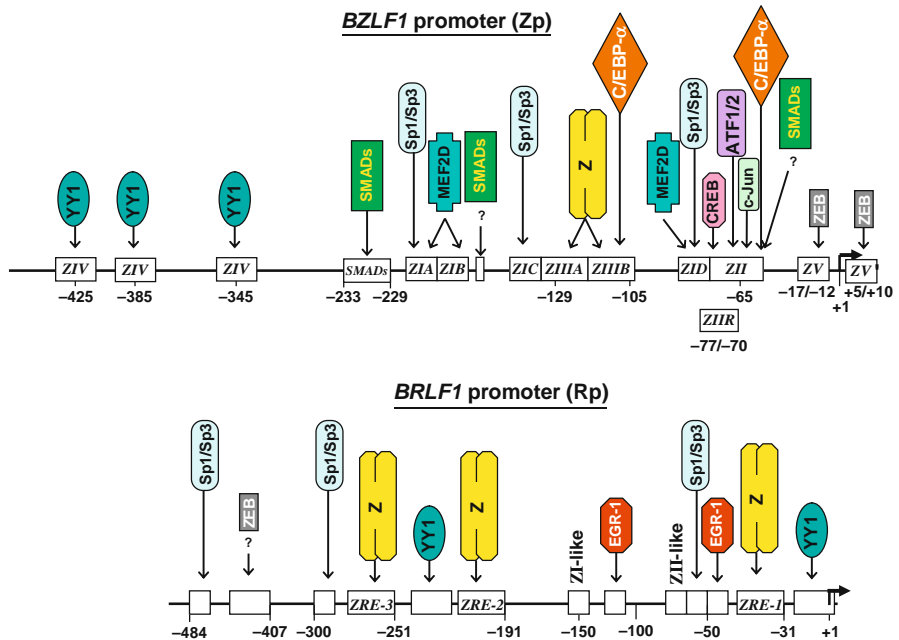 BZLF1 promoter (Zp)
C/EBP-α
C/EBP-α
Sp1/Sp3
Sp1/Sp3
Sp1/Sp3
ATF1/2
SMADs
SMADs
MEF2D
SMADs
Z
MEF2D
CREB
c-Jun
?
YY1
YY1
YY1
?
ZEB
ZEB
ZIV
ZIV
ZIV
SMADs
ZIA
ZIB
ZIC
ZIIIA
ZIIIB
ZID
ZII
ZV
ZV
−425
−385
−345
−233
−229
−129
−105
−65
−17/−12
+1
+5/+10
ZIIR
−77/−70
BRLF1 promoter (Rp)
Sp1/Sp3
Sp1/Sp3
Sp1/Sp3
ZEB
?
Z
YY1
Z
ZI-like
EGR-1
ZII-like
EGR-1
Z
YY1
ZRE-3
ZRE-2
ZRE-1
−484
−407
−300
−251
−191
−150
−100
−50
−31
+1